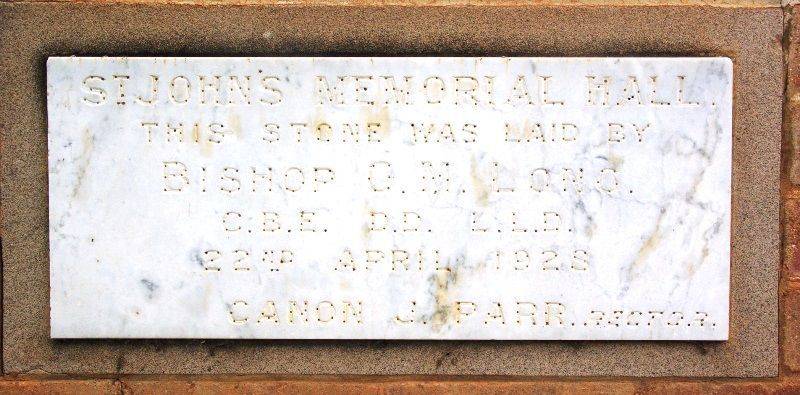 ST JOHNS MEMORIAL HALL.
THIS STONE WAS LAID BY
BISHOP G.M. LONG.
C.B.E. D.D. L.L.D.
22ND APRIL 1928
CANON J. PARR. RECTOR.